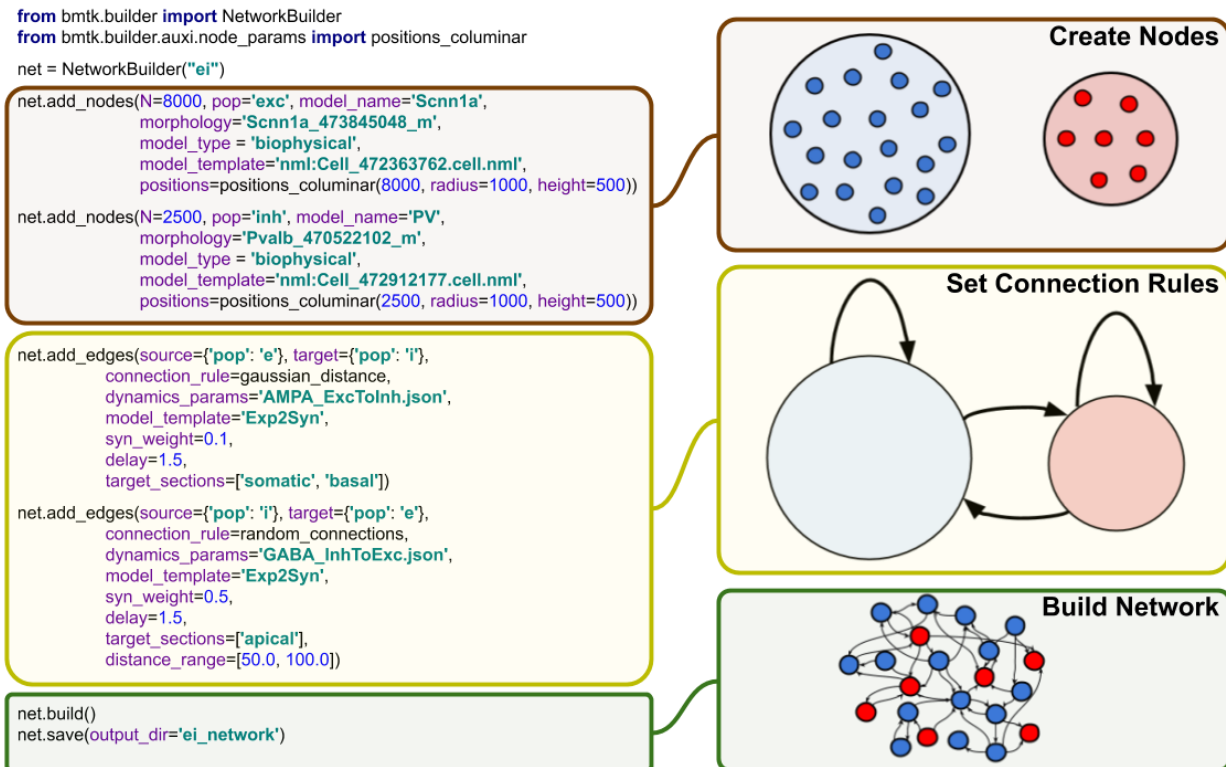 from bmtk.builder import NetworkBuilder
from bmtk.builder.auxi.node_params import positions_columinar
net = NetworkBuilder("ei")
net.add_nodes(N=8000, pop='exc', model_name='Scnn1a',
morphology='Scnn1a_473845048_m',
model_type = 'biophysical',
model_template='nml:Cell_472363762.cell.nml',
positions=positions_columinar(8000, radius=1000, height=500))
net.add_nodes(N=2500, pop='inh', model_name='PV',
morphology='Pvalb_470522102_m',
model_type = 'biophysical',
model_template='nml:Cell_472912177.cell.nml',
positions=positions_columinar(2500, radius=1000, height=500))
net.add_edges(source={'pop': 'e'}, target={'pop': 'i'},
connection_rule=gaussian_distance,
dynamics_params='AMPA_ExcToInh.json',
model_template='Exp2Syn',
syn_weight=0.1,
delay=1.5,
target_sections=['somatic', 'basal'])
net.add_edges(source={'pop': 'i'}, target={'pop': 'e'},
connection_rule=random_connections,
dynamics_params='GABA_InhToExc.json',
model_template='Exp2Syn',
syn_weight=0.5,
delay=1.5,
target_sections=['apical'],
distance_range=[50.0, 100.0])
net.build()
net.save(output_dir='ei_network')
Create Nodes
Set Connection Rules
Build Network